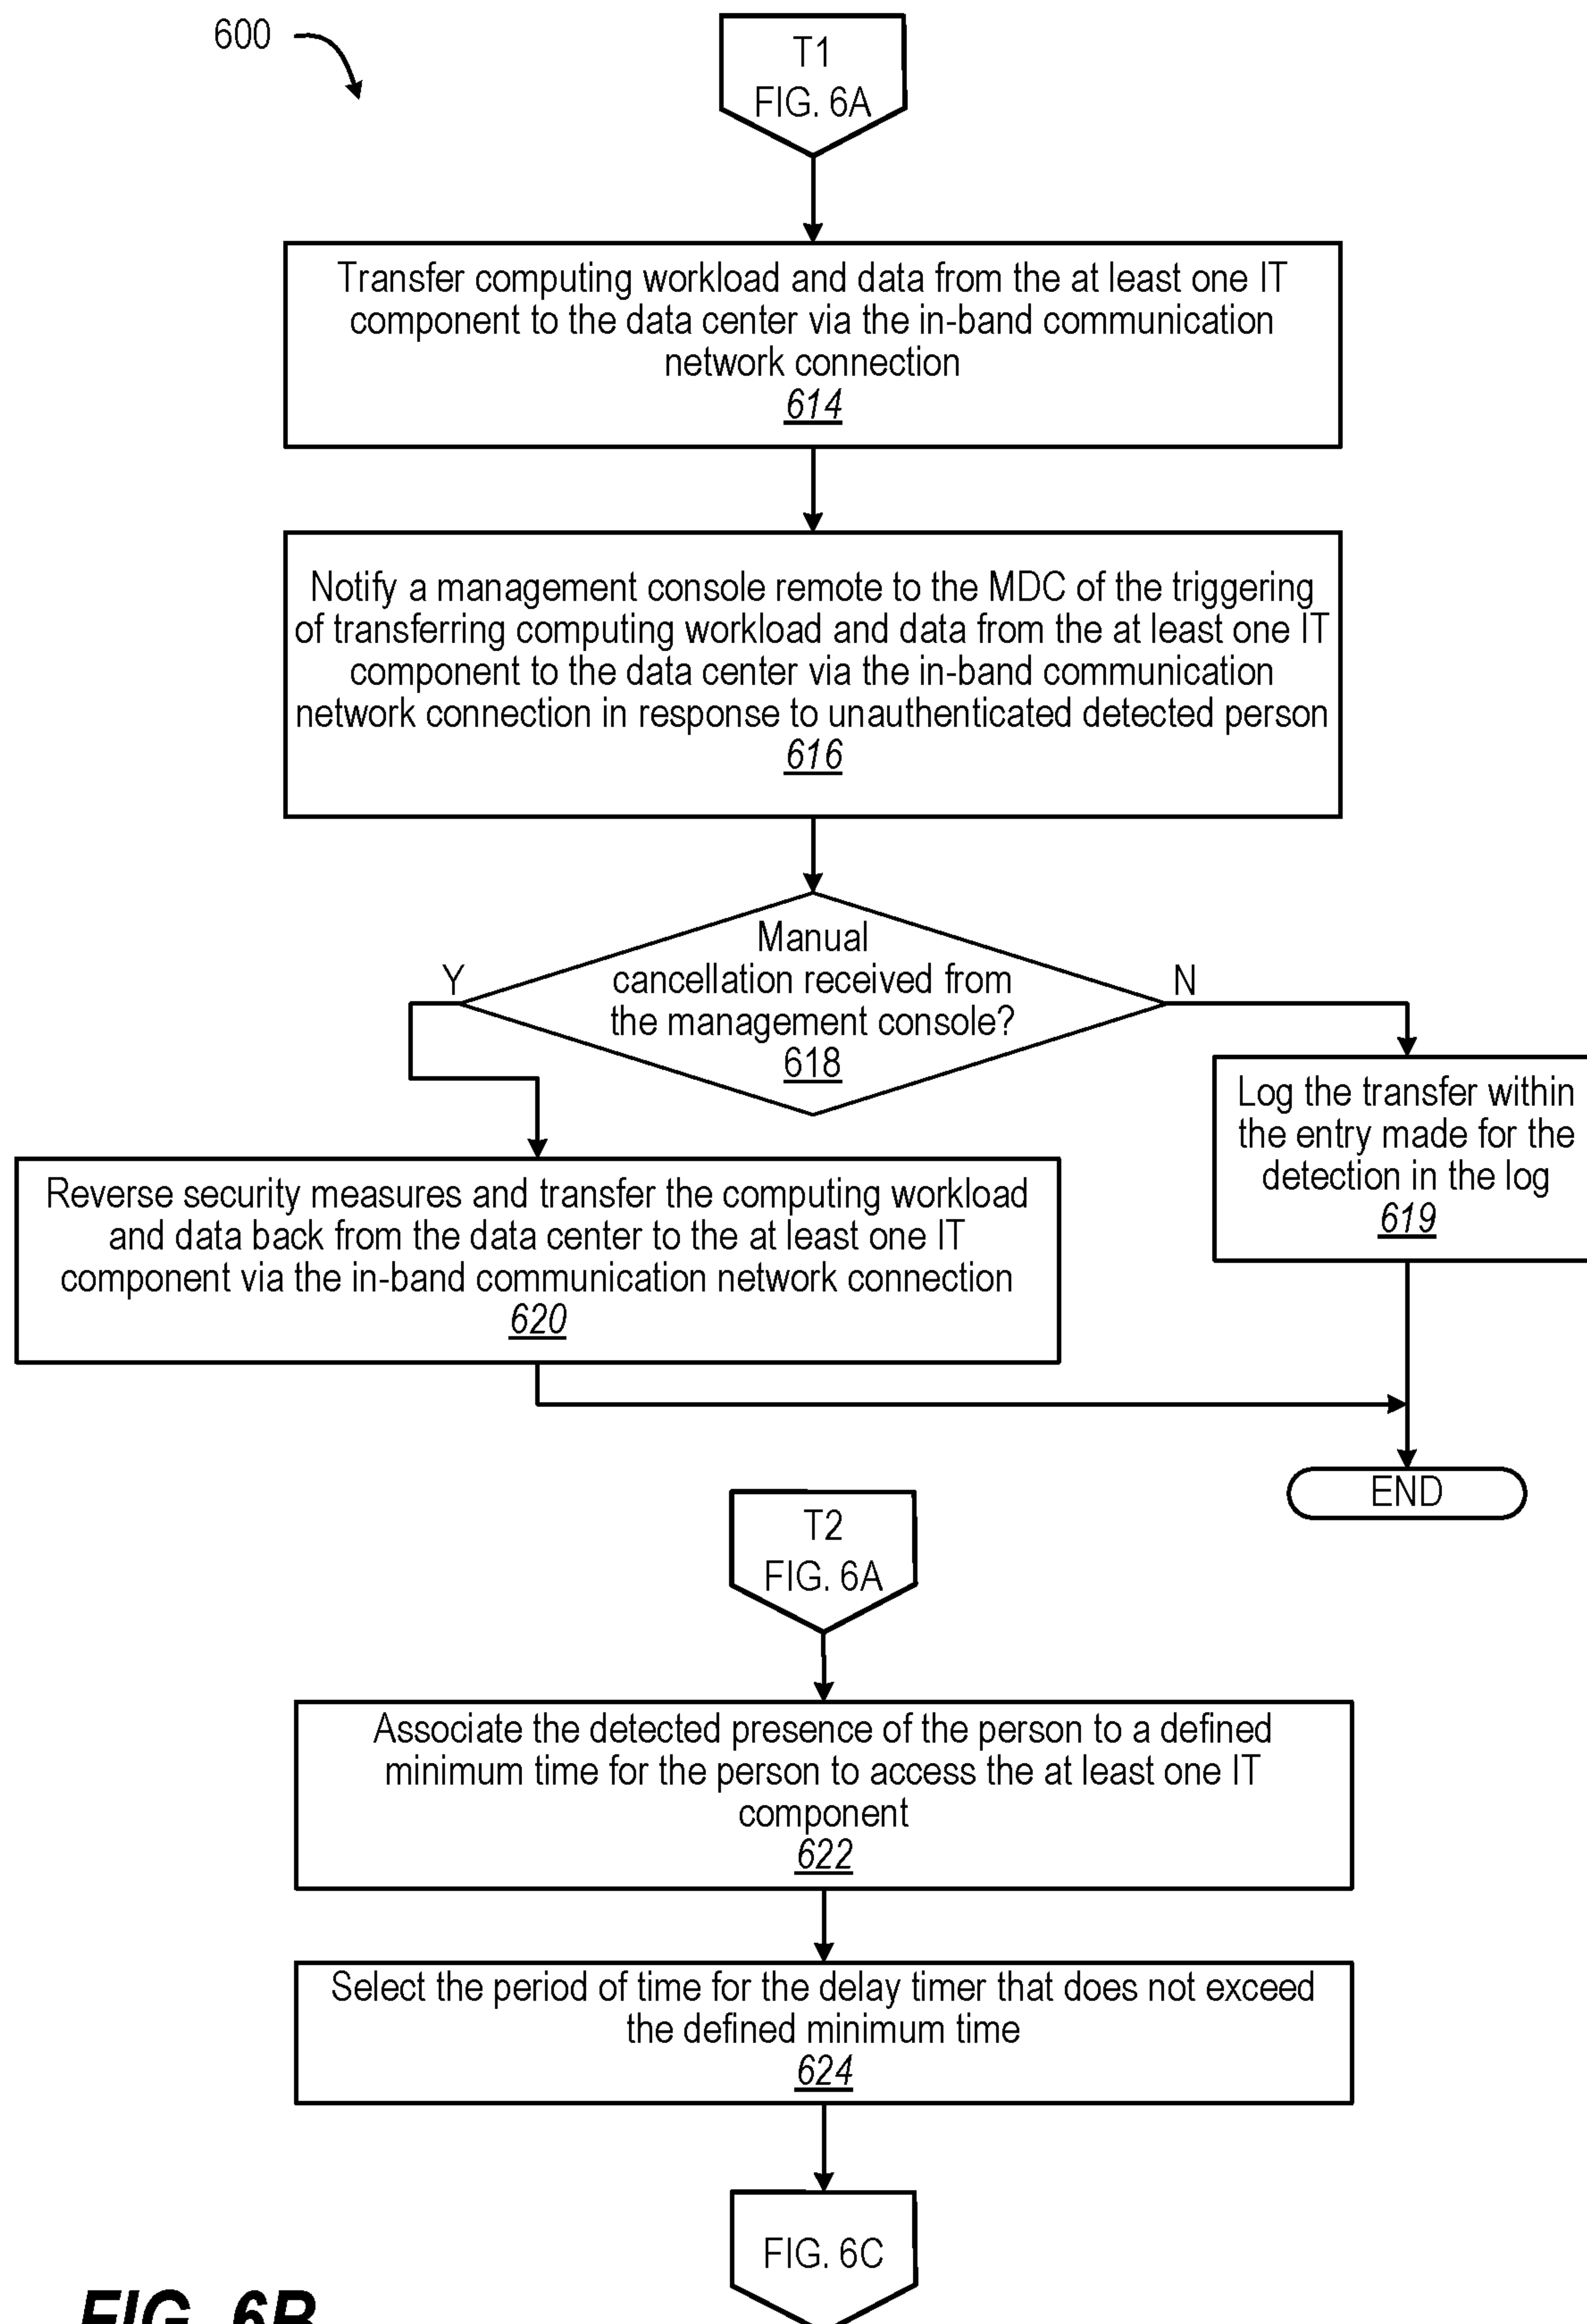 600
T1
FIG. 6A
Transfer computing workload and data from the at least one IT
component to the data center via the in-band communication
network connection
614
Notify a management console remote to the MDC of the triggering
of transferring computing workload and data from the at least one IT
component to the data center via the in-band communication
network connection in response to unauthenticated detected person
616
Manual
cancellation received from
the management console?
618
Y
N
Log the transfer within
the entry made for the
detection in the log
619
Reverse security measures and transfer the computing workload
and data back from the data center to the at least one IT
component via the in-band communication network connection
620
END
T2
FIG. 6A
Associate the detected presence of the person to a defined
minimum time for the person to access the at least one IT
component
622
Select the period of time for the delay timer that does not exceed
the defined minimum time
624
FIG. 6C
FIG. 6B